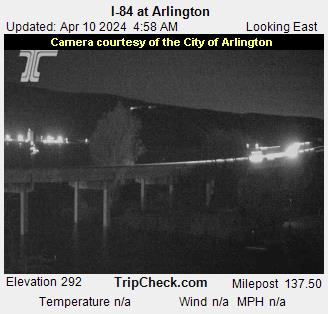 I-84 at Arlington
Updated: Apr 10 2024 4:58 AM Looking East
Camera courtesy of the City of Arlington
Elevation 292 TripCheck.com Milepost 137.50
Temperature n/a Wind n/a MPH n/a